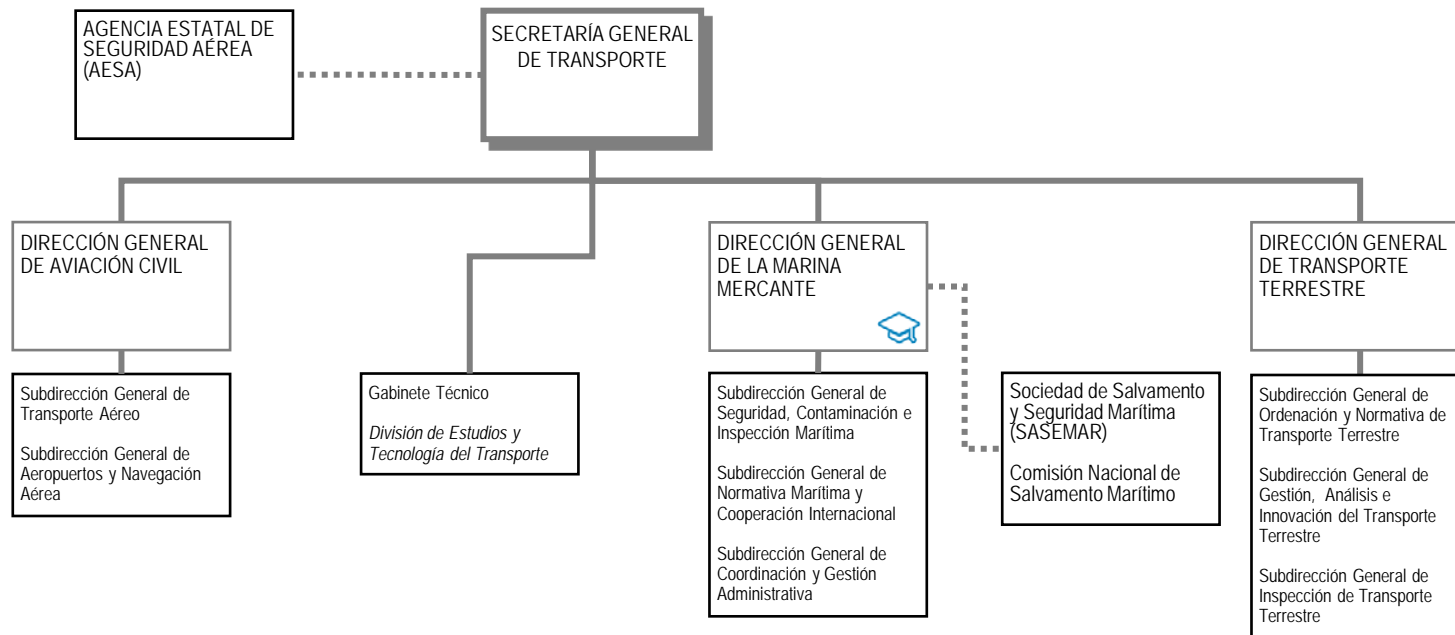 AGENCIA ESTATAL DE
SEGURIDAD AÉREA
(AESA)
SECRETARÍA GENERAL
DE TRANSPORTE
DIRECCIÓN GENERAL
DE AVIACIÓN CIVIL
DIRECCIÓN GENERAL
DE LA MARINA
MERCANTE
DIRECCIÓN GENERAL
DE TRANSPORTE
TERRESTRE
Subdirección General de
Transporte Aéreo
Subdirección General de
Aeropuertos y Navegación
Aérea
Gabinete Técnico
División de Estudios y
Tecnología del Transporte
Subdirección General de
Seguridad, Contaminación e
Inspección Marítima
Subdirección General de
Normativa Marítima y
Cooperación Internacional
Subdirección General de
Coordinación y Gestión
Administrativa
Sociedad de Salvamento
y Seguridad Marítima
(SASEMAR)
Comisión Nacional de
Salvamento Marítimo
Subdirección General de
Ordenación y Normativa de
Transporte Terrestre
Subdirección General de
Gestión, Análisis e
Innovación del Transporte
Terrestre
Subdirección General de
Inspección de Transporte
Terrestre